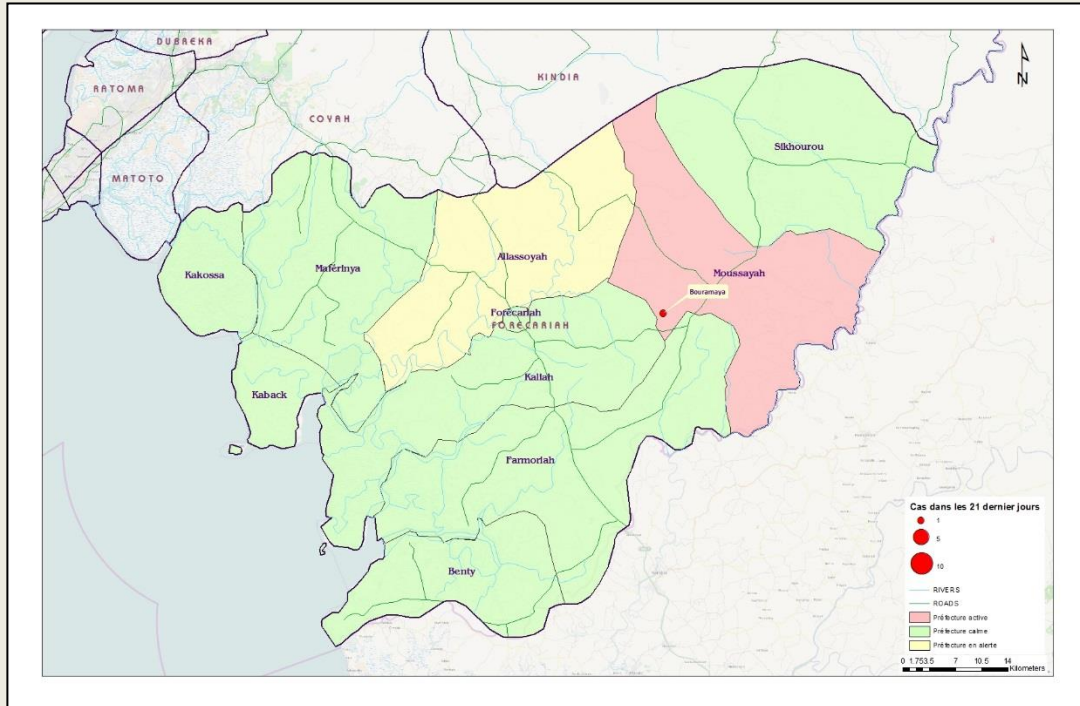 DUBREKA
RATOMA
KINDIA
COYAH
MATOTO
Sikhourou
Allassoyah
Kakossa
Maferinya
Moussayah
Bouramaya
Forecariah
FORECARIAH
Kallah
Kaback
Farmoriah
Benty
N
Cas dans les 21 dernier jours
1
5
10
RIVERS
ROADS
Préfecture active
Préfecture calme
Préfecture en alerte
0 1.753.5 7 10.5 14
Kilometers